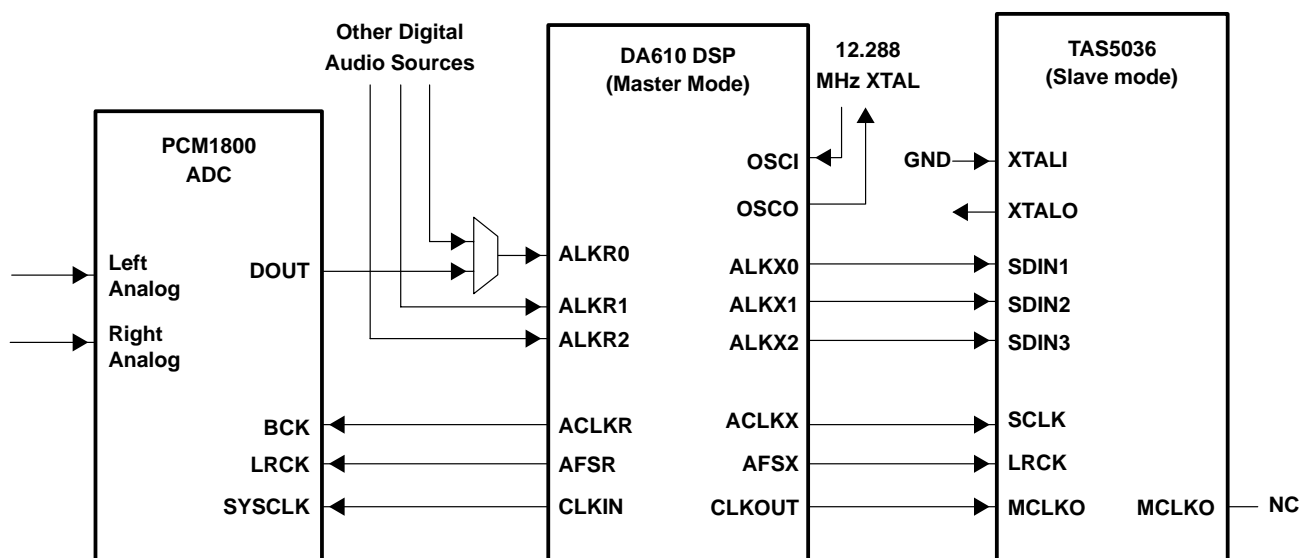 Other Digital
Audio Sources
PCM1800
ADC
Left
Analog
Right
Analog
DOUT
BCK
LRCK
SYSCLK
DA610 DSP
(Master Mode)
ALKR0
ALKR1
ALKR2
ACLKR
AFSR
CLKIN
OSCI
OSCO
ALKX0
ALKX1
ALKX2
ACLKX
AFSX
CLKOUT
12.288
MHz XTAL
TAS5036
(Slave mode)
GND
XTALI
XTALO
SDIN1
SDIN2
SDIN3
SCLK
LRCK
MCLKO
MCLKO
NC